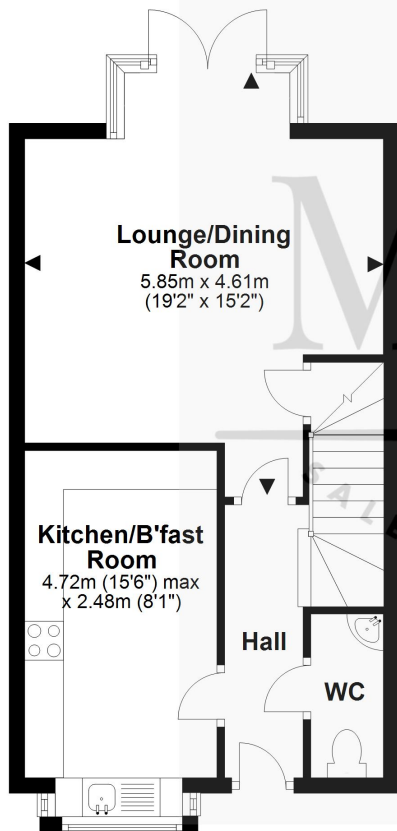 Lounge/Dining
Room
5.85m x 4.61m
(19'2" x 15'2")
M
SALE
Kitchen/B'fast
Room
4.72m (15'6") max
x 2.48m (8'1")
Hall
WC